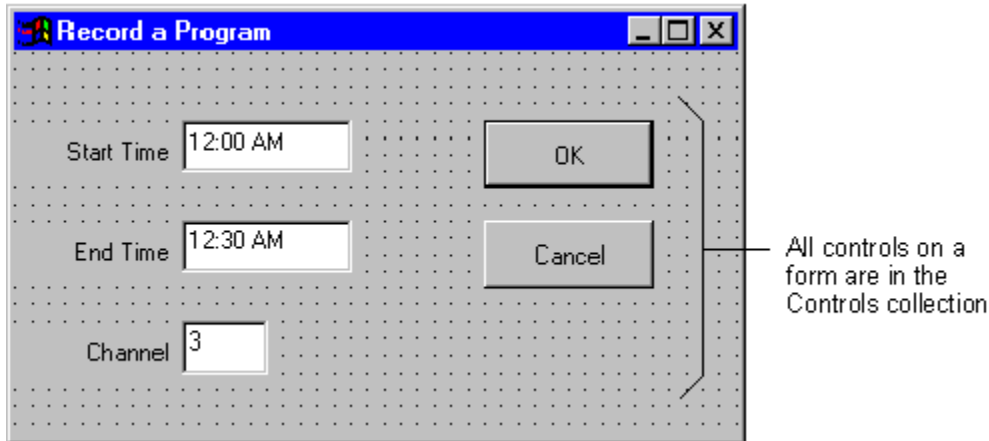 Record a Program
Start Time 12:00 AM
OK
End Time 12:30 AM
Cancel
Channel 3
All controls on a
form are in the
Controls collection